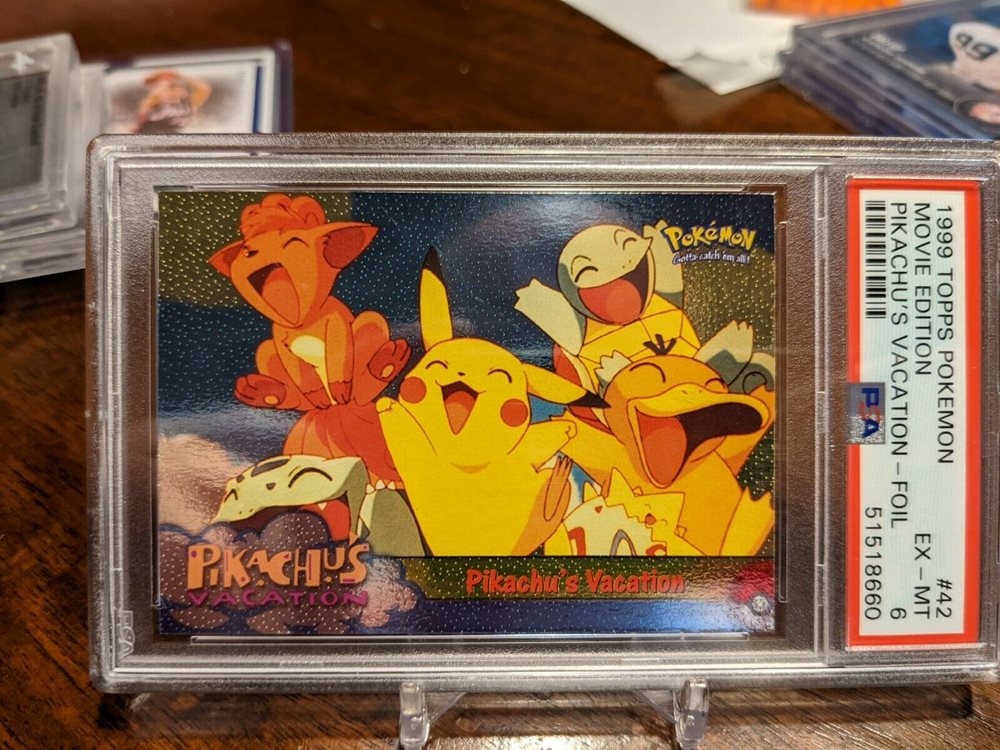 POKéMON
Gotta catch 'em all!
PIKACHU'S
VACATION
Pikachu's Vacation
1999 TOPPS POKEMON #42
MOVIE EDITION EX – MT
PIKACHU'S VACATION – FOIL 6
51518660
PSA
99